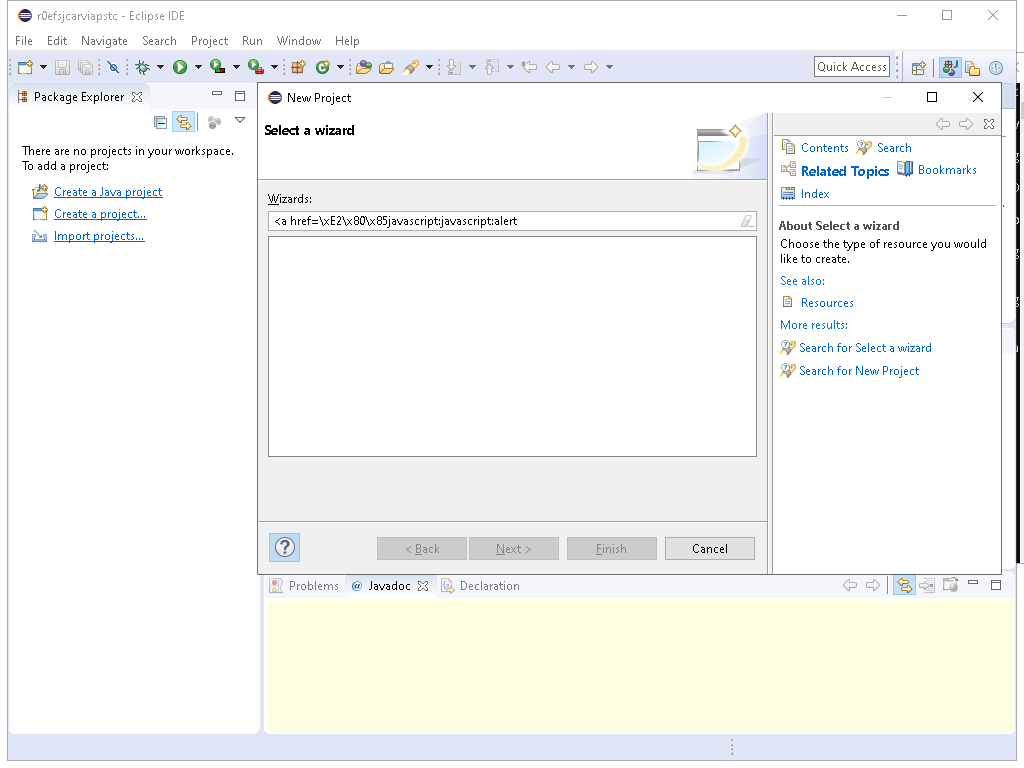 r0efsjcarviapstc - Eclipse IDE
File Edit Navigate Search Project Run Window Help
Quick Access
Package Explorer
There are no projects in your workspace.
To add a project:
Create a Java project
Create a project...
Import projects...
New Project
Select a wizard
Wizards:
<a href=\xE2\x80\x85javascript:javascript:alert
? < Back Next > Finish Cancel
Contents Search
Related Topics Bookmarks
Index
About Select a wizard
Choose the type of resource you would
like to create.
See also:
Resources
More results:
Search for Select a wizard
Search for New Project
Problems @ Javadoc Declaration